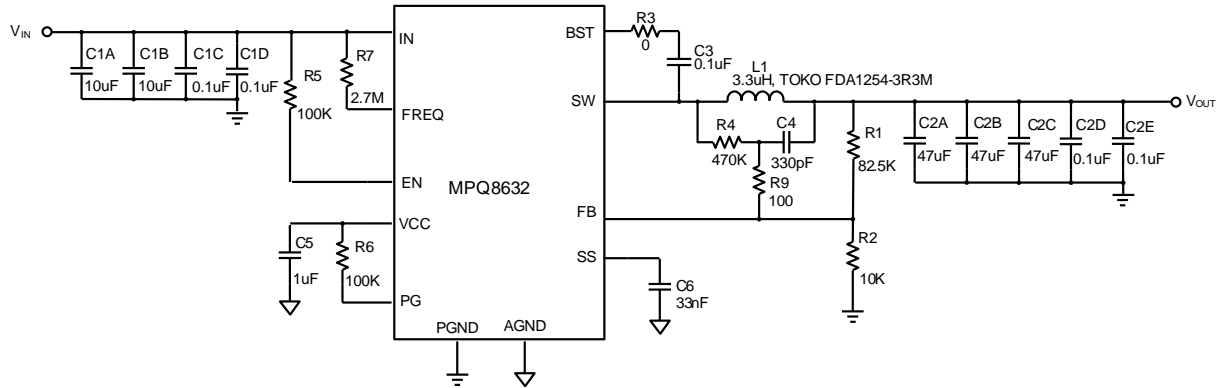 VIN
C1A
10uF
C1B
10uF
C1C
0.1uF
C1D
0.1uF
R5
100K
R7
2.7M
IN
FREQ
EN
VCC
PG
MPQ8632
PGND
AGND
BST
SW
FB
SS
C5
1uF
R6
100K
R3
0
C3
0.1uF
L1
3.3uH, TOKO FDA1254-3R3M
R4
470K
C4
330pF
R9
100
R1
82.5K
R2
10K
C6
33nF
C2A
47uF
C2B
47uF
C2C
47uF
C2D
0.1uF
C2E
0.1uF
VOUT